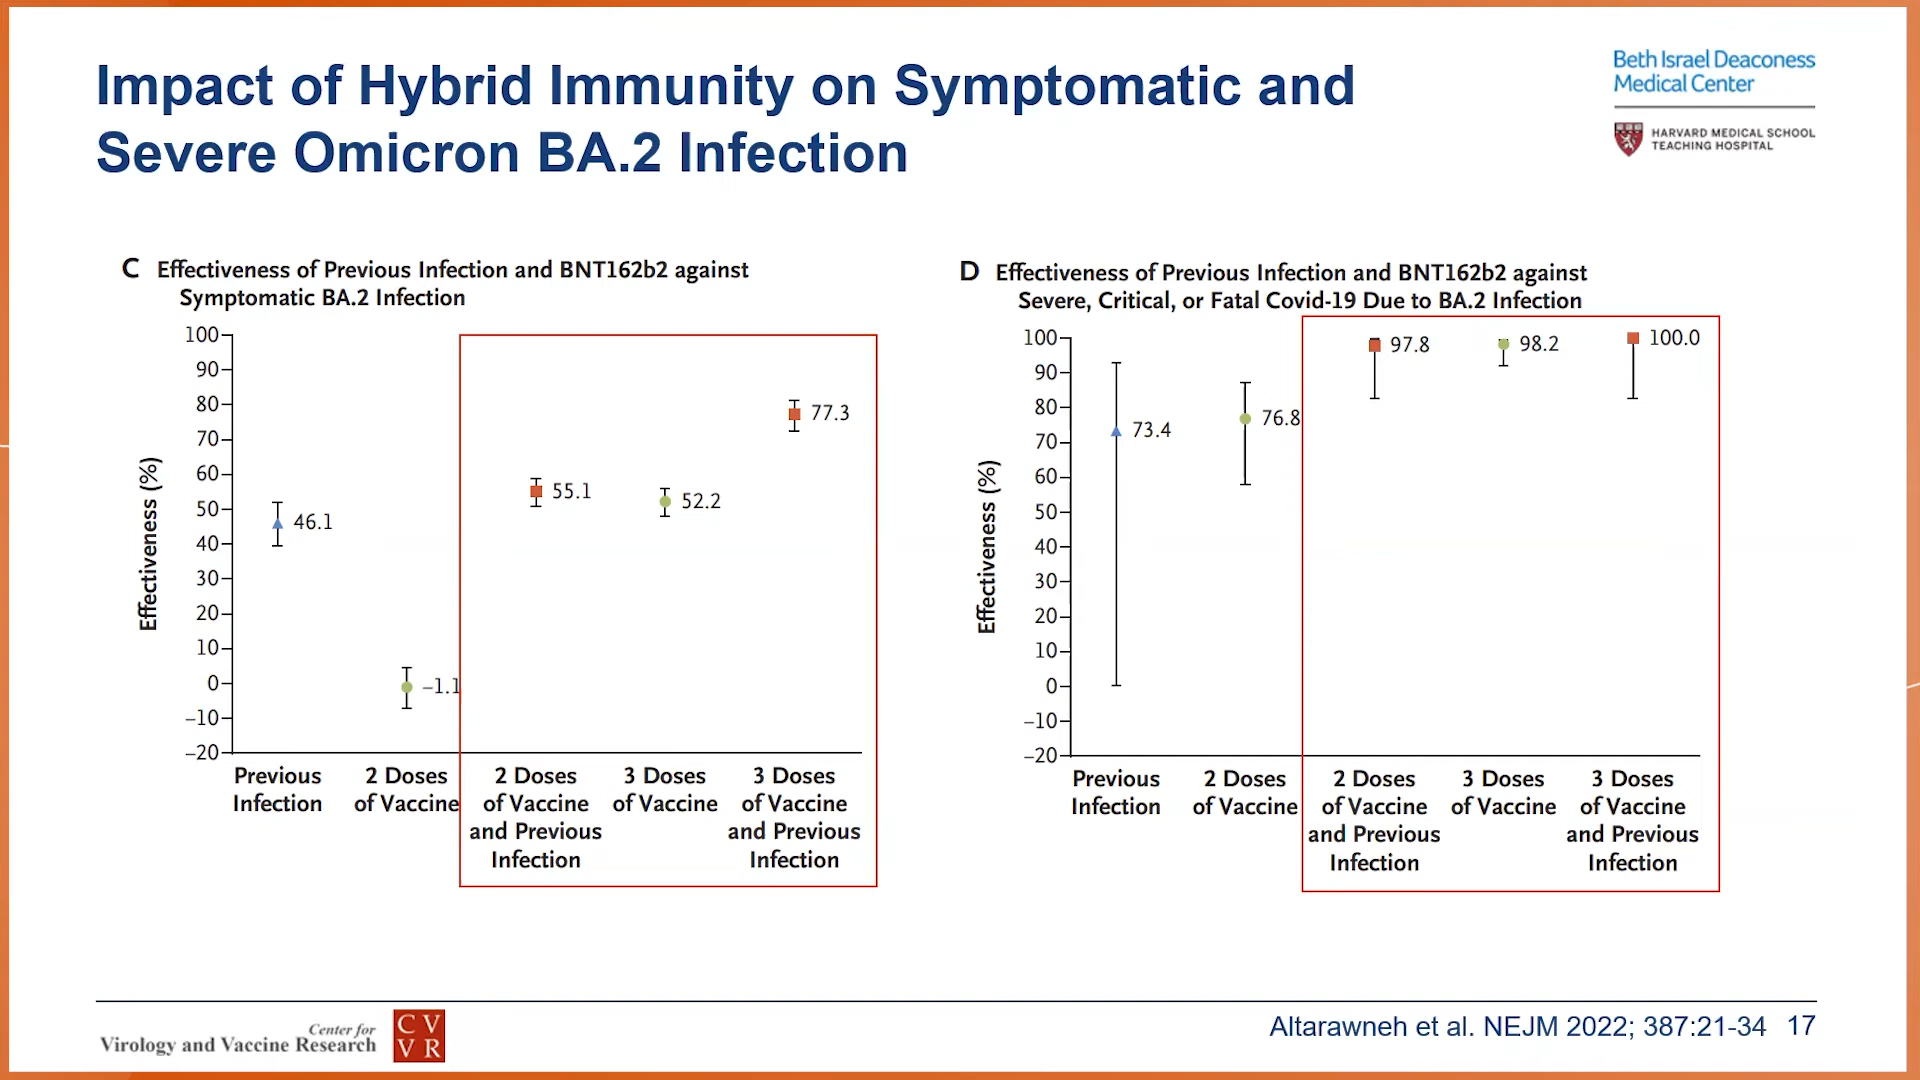 Impact of Hybrid Immunity on Symptomatic and
Severe Omicron BA.2 Infection
Beth Israel Deaconess
Medical Center
HARVARD MEDICAL SCHOOL
TEACHING HOSPITAL
C Effectiveness of Previous Infection and BNT162b2 against
Symptomatic BA.2 Infection
Effectiveness (%)
100
90
80
70
60
50
40
30
20
10
0
–10
–20
46.1
–1.1
55.1
52.2
77.3
Previous
Infection
2 Doses
of Vaccine
2 Doses
of Vaccine
and Previous
Infection
3 Doses
of Vaccine
3 Doses
of Vaccine
and Previous
Infection
D Effectiveness of Previous Infection and BNT162b2 against
Severe, Critical, or Fatal Covid-19 Due to BA.2 Infection
Effectiveness (%)
100
90
80
70
60
50
40
30
20
10
0
–10
–20
73.4
76.8
97.8
98.2
100.0
Previous
Infection
2 Doses
of Vaccine
2 Doses
of Vaccine
and Previous
Infection
3 Doses
of Vaccine
3 Doses
of Vaccine
and Previous
Infection
Center for
Virology and Vaccine Research
C V
V R
Altarawneh et al. NEJM 2022; 387:21-34 17